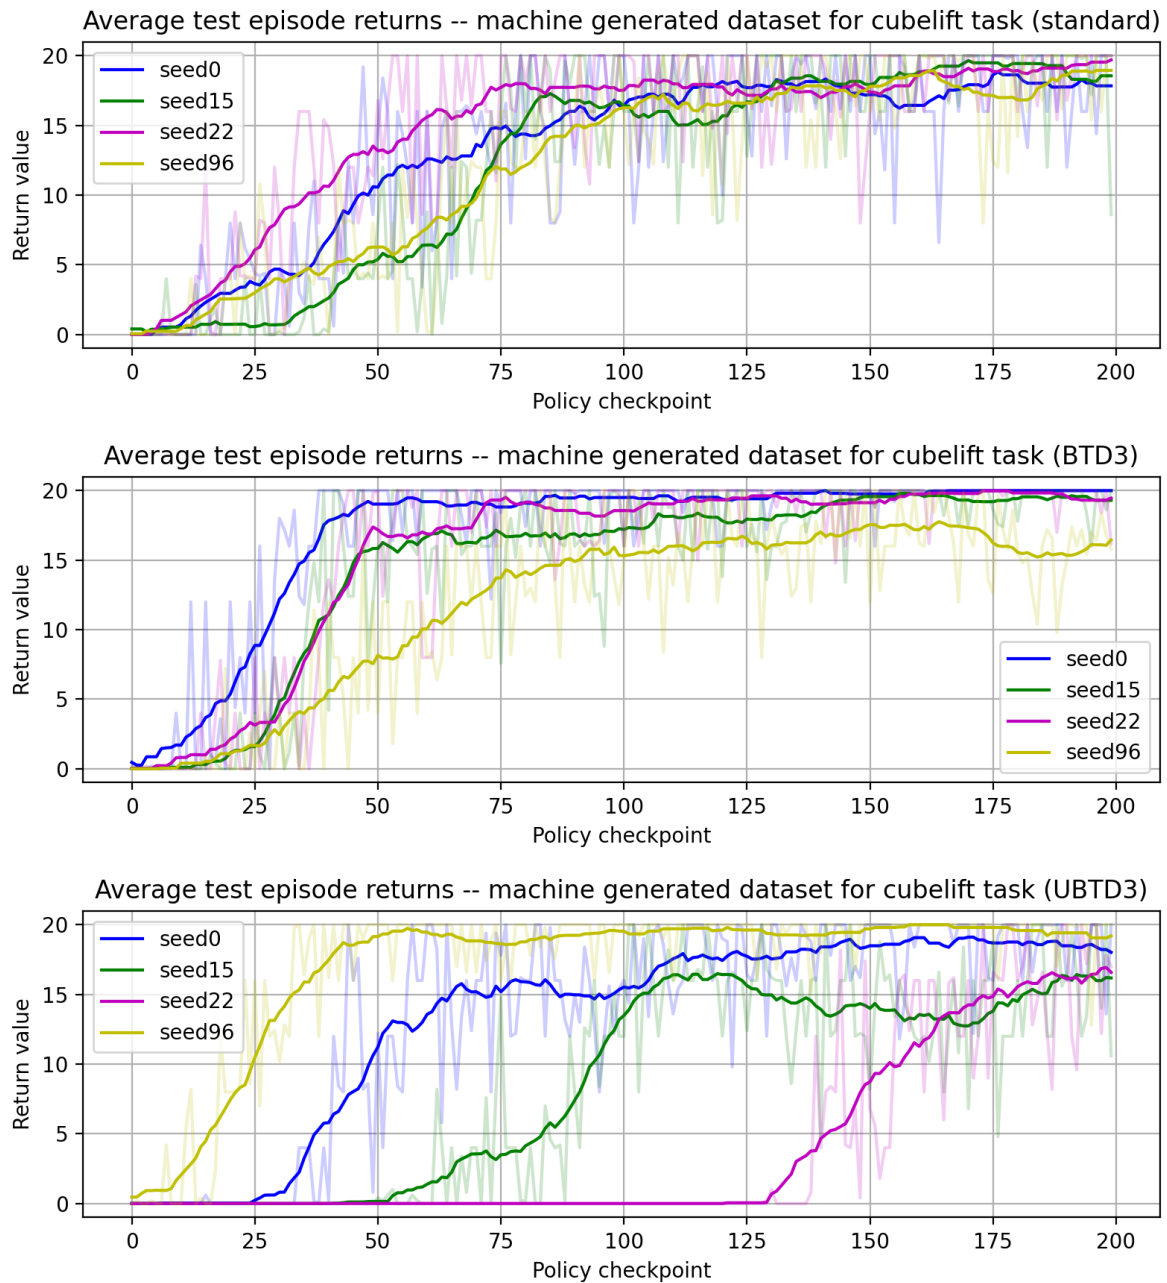 Average test episode returns -- machine generated dataset for cubelift task (standard)
20
15
10
5
0
Return value
seed0
seed15
seed22
seed96
0 25 50 75 100 125 150 175 200
Policy checkpoint
Average test episode returns -- machine generated dataset for cubelift task (BTD3)
20
15
10
5
0
Return value
seed0
seed15
seed22
seed96
0 25 50 75 100 125 150 175 200
Policy checkpoint
Average test episode returns -- machine generated dataset for cubelift task (UBTD3)
20
15
10
5
0
Return value
seed0
seed15
seed22
seed96
0 25 50 75 100 125 150 175 200
Policy checkpoint